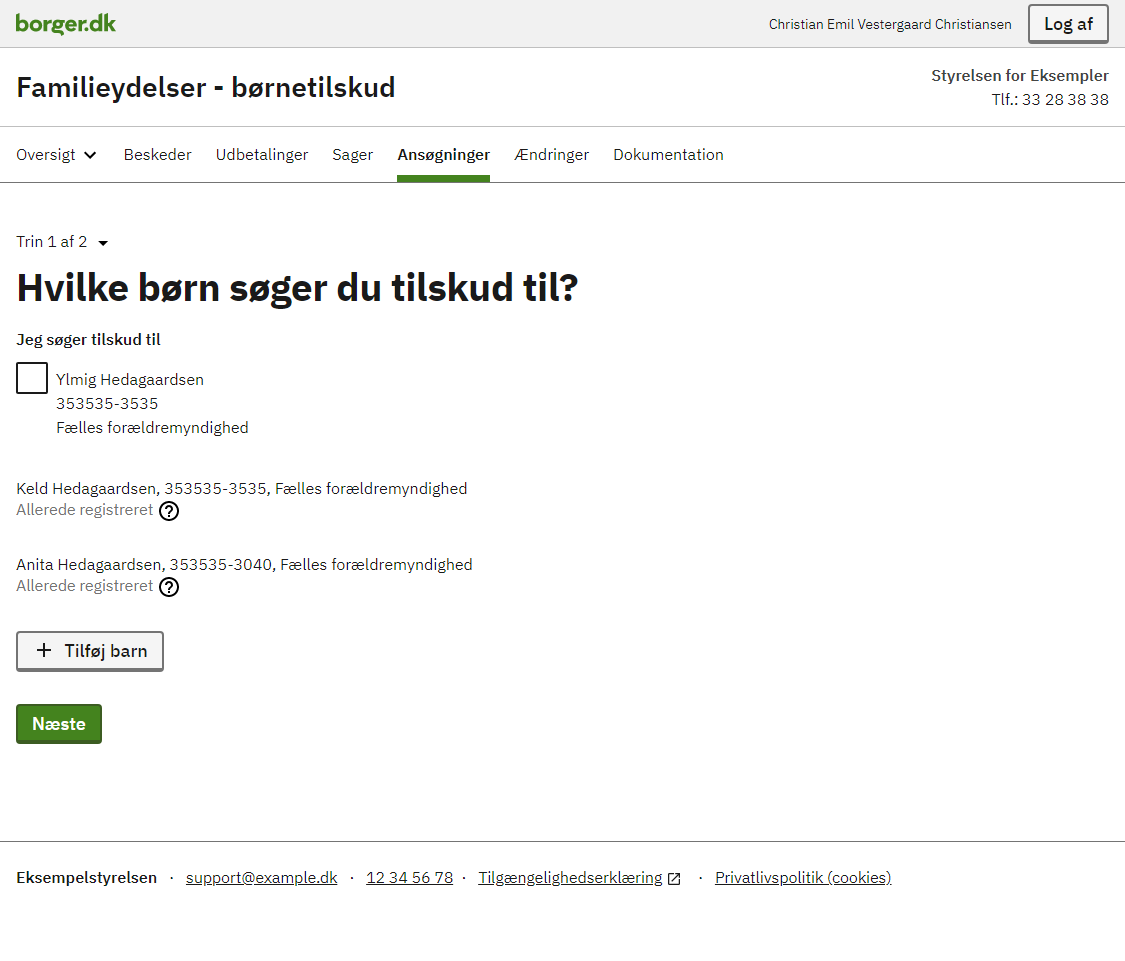 borger.dk
Christian Emil Vestergaard Christiansen
Log af
Familieydelser - børnetilskud
Styrelsen for Eksempler
Tlf.: 33 28 38 38
Oversigt Beskeder Udbetalinger Sager Ansøgninger Ændringer Dokumentation
Trin 1 af 2
Hvilke børn søger du tilskud til?
Jeg søger tilskud til
Ylmig Hedagaardsen
353535-3535
Fælles forældremyndighed
Keld Hedagaardsen, 353535-3535, Fælles forældremyndighed
Allerede registreret ?
Anita Hedagaardsen, 353535-3040, Fælles forældremyndighed
Allerede registreret ?
+ Tilføj barn
Næste
Eksempelstyrelsen · support@example.dk · 12 34 56 78 · Tilgængelighedserklæring · Privatlivspolitik (cookies)